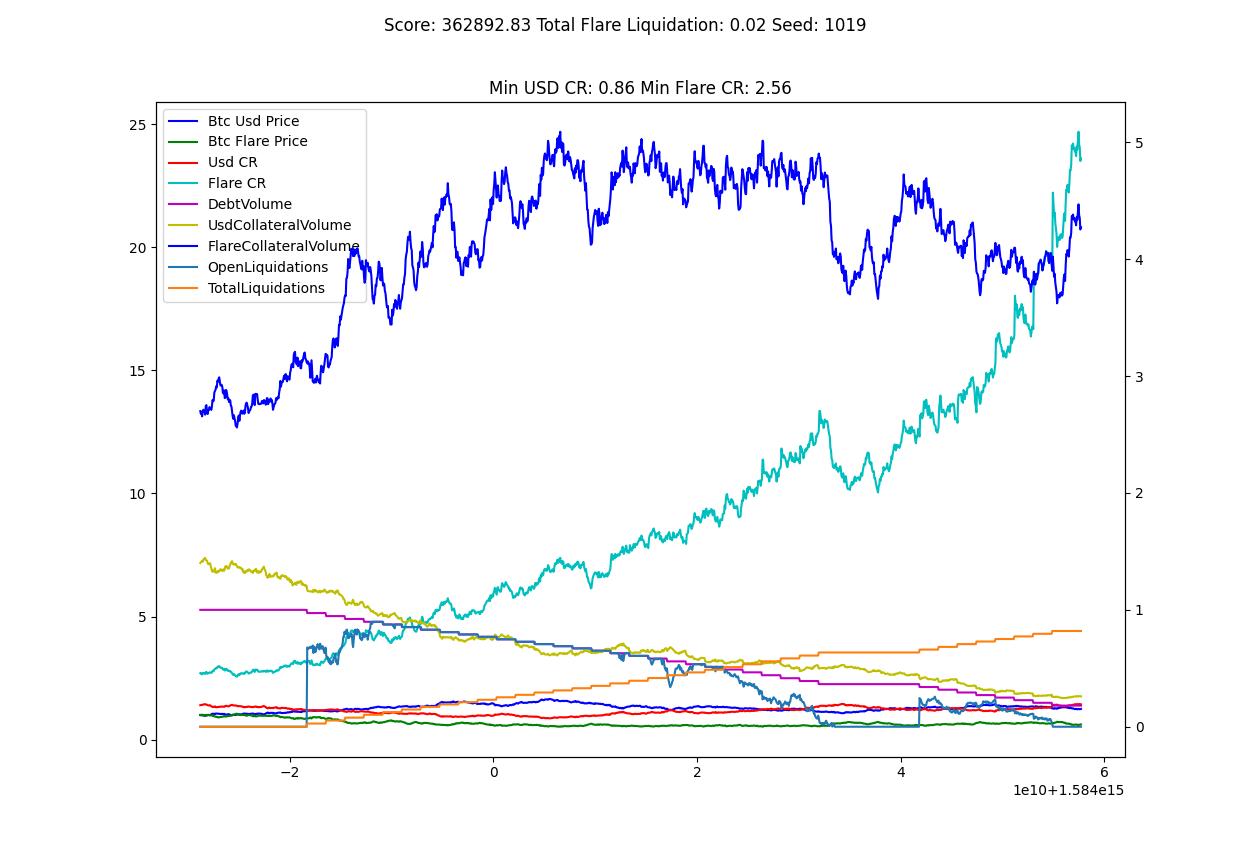 Score: 362892.83 Total Flare Liquidation: 0.02 Seed: 1019
Min USD CR: 0.86 Min Flare CR: 2.56
Btc Usd Price
Btc Flare Price
Usd CR
Flare CR
DebtVolume
UsdCollateralVolume
FlareCollateralVolume
OpenLiquidations
TotalLiquidations
25
20
15
10
5
0
5
4
3
2
1
0
−2
0
2
4
6
1e10+1.584e15